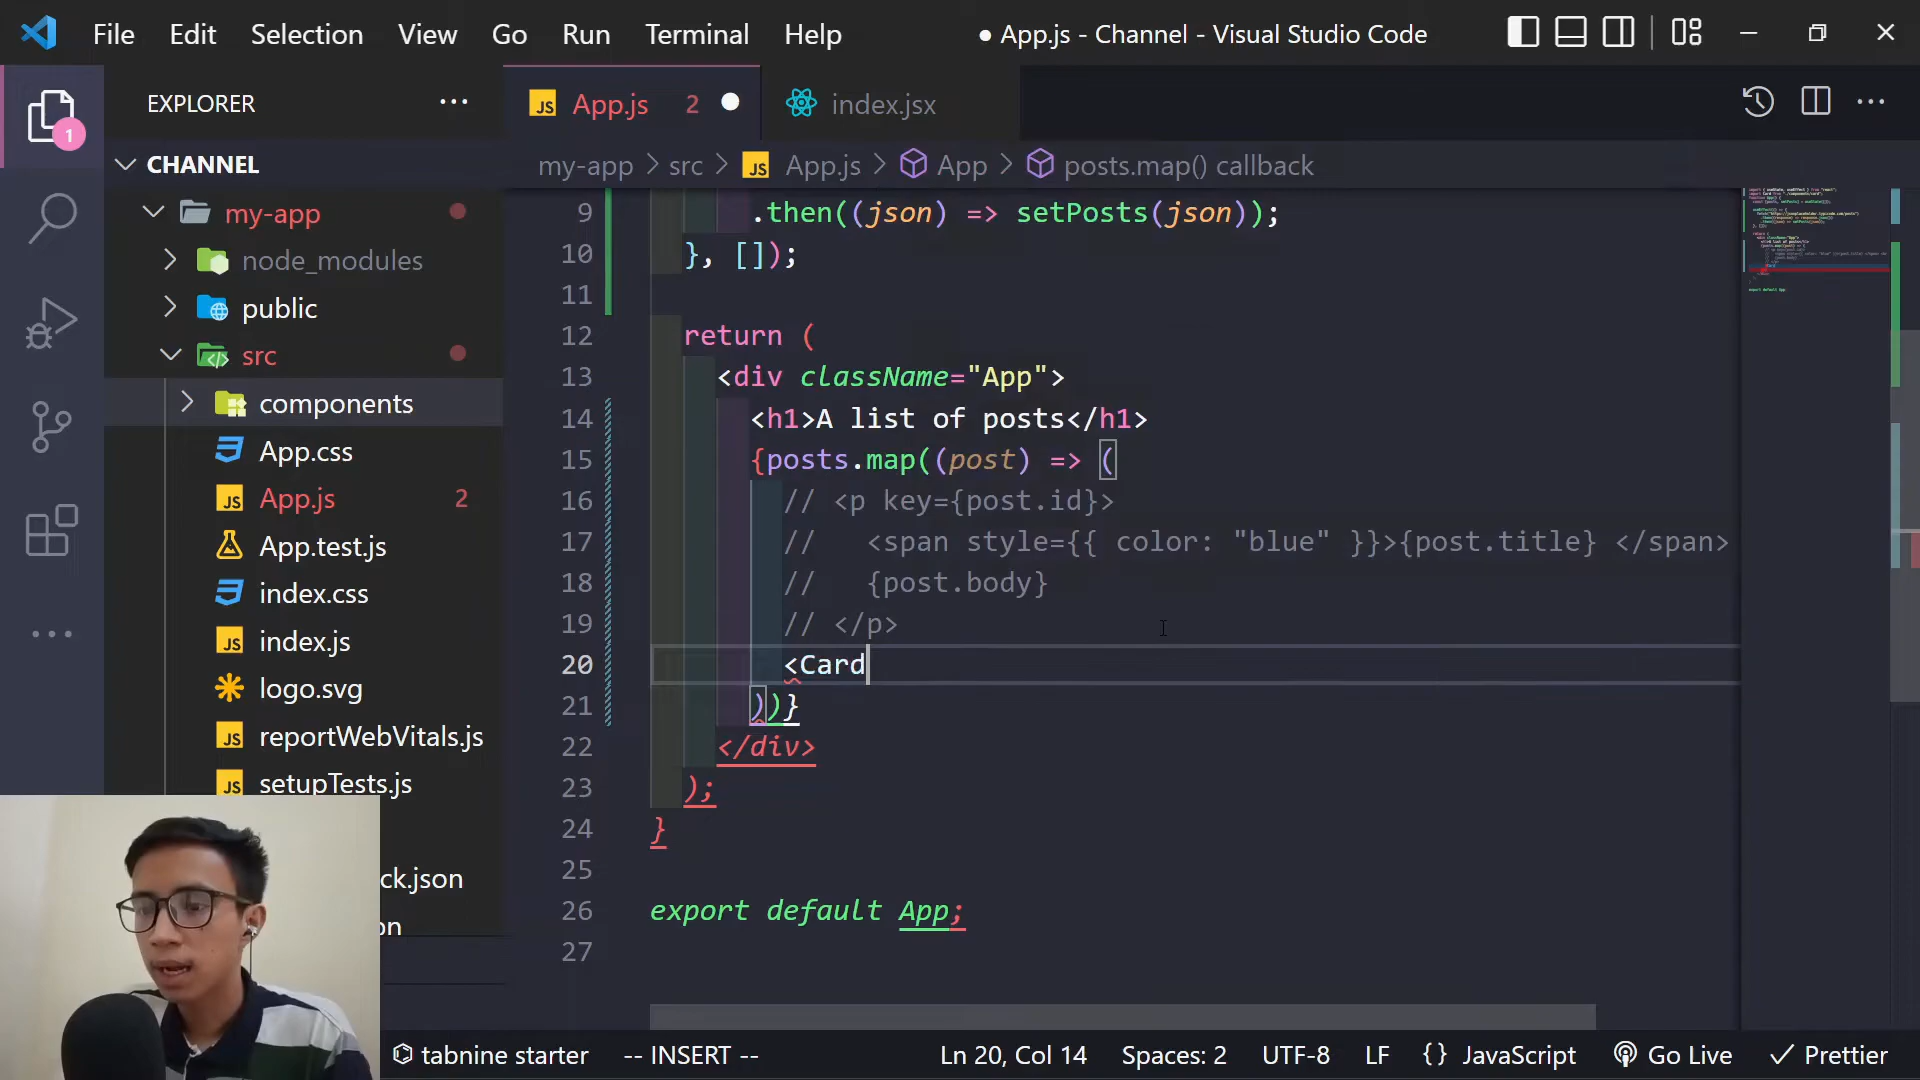 File Edit Selection View Go Run Terminal Help ● App.js - Channel - Visual Studio Code
EXPLORER ···
App.js 2
index.jsx
1
CHANNEL
my-app > src > JS App.js > App > posts.map() callback
my-app
node_modules
public
src
components
App.css
JS App.js 2
App.test.js
index.css
JS index.js
logo.svg
JS reportWebVitals.js
JS setupTests.js
ck.json
on
9 .then((json) => setPosts(json));
10 }, []);
11
12 return (
13 <div className="App">
14 <h1>A list of posts</h1>
15 {posts.map((post) => (
16 // <p key={post.id}>
17 // <span style={{ color: "blue" }}>{post.title} </span>
18 // {post.body}
19 // </p>
20 <Card
21 ))}
22 </div>
23 );
24 }
25
26 export default App;
27
tabnine starter -- INSERT -- Ln 20, Col 14 Spaces: 2 UTF-8 LF {} JavaScript Go Live ✓ Prettier